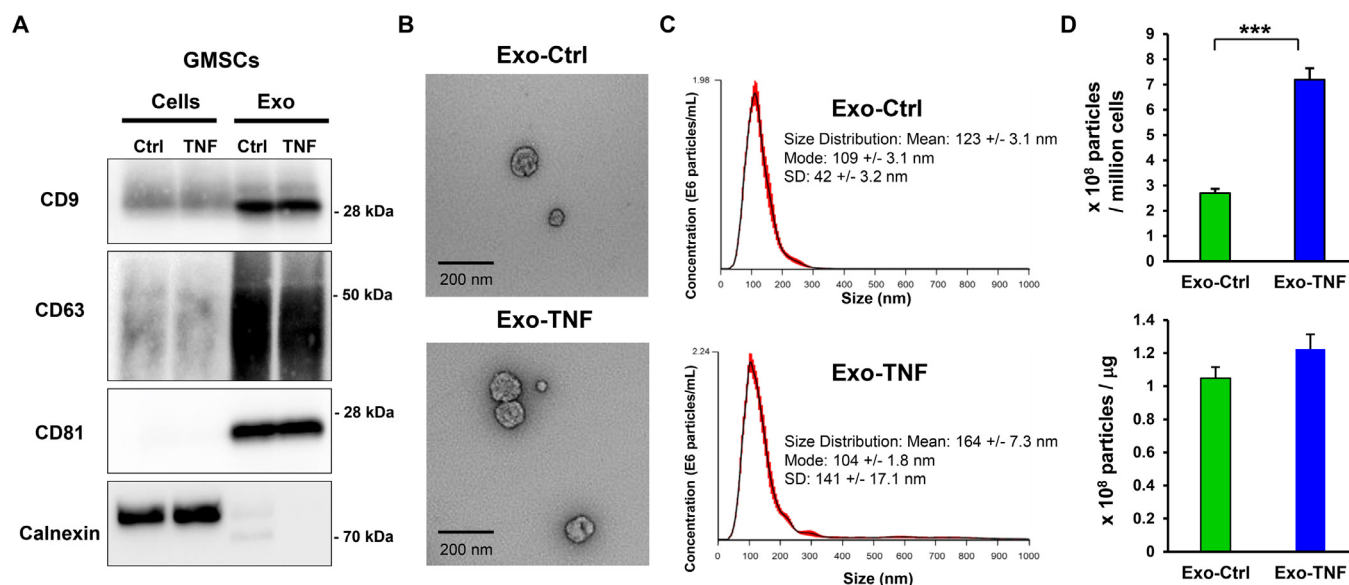 A
GMSCs
Cells Exo
Ctrl TNF Ctrl TNF
CD9
- 28 kDa
CD63
- 50 kDa
CD81
- 28 kDa
Calnexin
- 70 kDa
B
Exo-Ctrl
200 nm
Exo-TNF
200 nm
C
Concentration (E6 particles/mL)
1.98
Exo-Ctrl
Size Distribution: Mean: 123 +/- 3.1 nm
Mode: 109 +/- 3.1 nm
SD: 42 +/- 3.2 nm
0 100 200 300 400 500 600 700 800 900 1000
Size (nm)
Concentration (E6 particles/mL)
2.24
Exo-TNF
Size Distribution: Mean: 164 +/- 7.3 nm
Mode: 104 +/- 1.8 nm
SD: 141 +/- 17.1 nm
0 100 200 300 400 500 600 700 800 900 1000
Size (nm)
D
x 10⁸ particles
/ million cells
9
8
7
6
5
4
3
2
1
0
***
Exo-Ctrl Exo-TNF
x 10⁸ particles / µg
1.4
1.2
1
0.8
0.6
0.4
0.2
0
Exo-Ctrl Exo-TNF